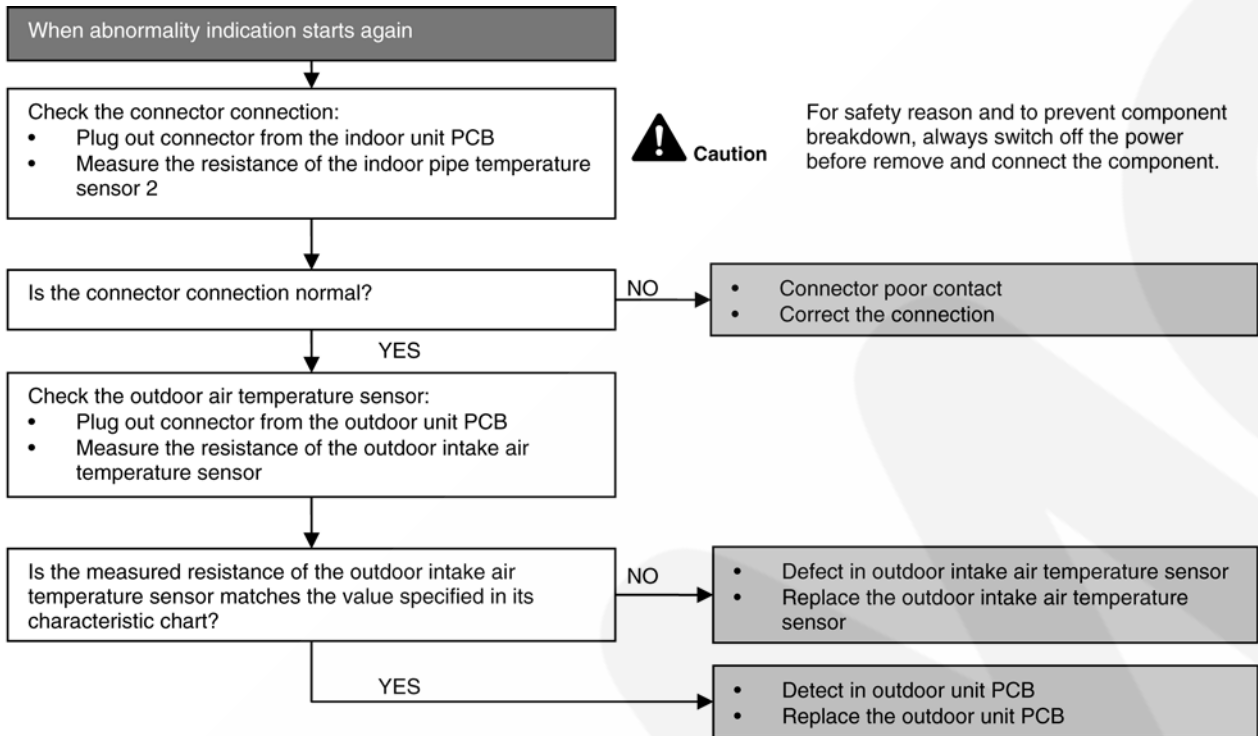 When abnormality indication starts again
Check the connector connection:
• Plug out connector from the indoor unit PCB
• Measure the resistance of the indoor pipe temperature
sensor 2
Caution
For safety reason and to prevent component
breakdown, always switch off the power
before remove and connect the component.
Is the connector connection normal?
NO
• Connector poor contact
• Correct the connection
YES
Check the outdoor air temperature sensor:
• Plug out connector from the outdoor unit PCB
• Measure the resistance of the outdoor intake air
temperature sensor
Is the measured resistance of the outdoor intake air
temperature sensor matches the value specified in its
characteristic chart?
NO
• Defect in outdoor intake air temperature sensor
• Replace the outdoor intake air temperature
sensor
YES
• Detect in outdoor unit PCB
• Replace the outdoor unit PCB